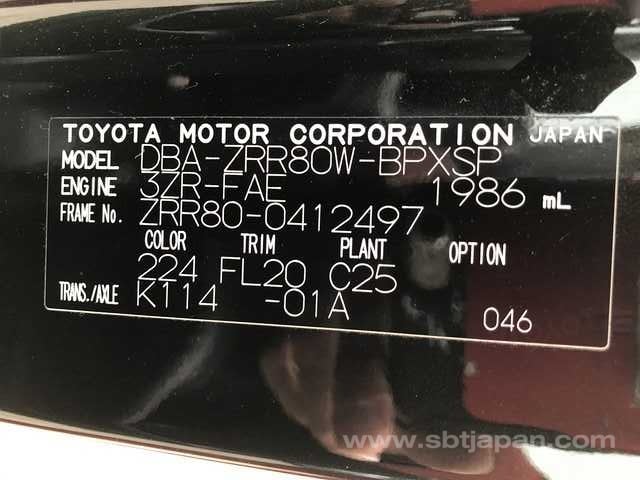 TOYOTA MOTOR CORPORATION JAPAN
MODEL DBA-ZRR80W-BPXSP
ENGINE 3ZR-FAE 1986 mL
FRAME No. ZRR80-0412497
COLOR TRIM PLANT OPTION
224 FL20 C25
TRANS./AXLE K114 -01A
046
www.sbtjapan.com